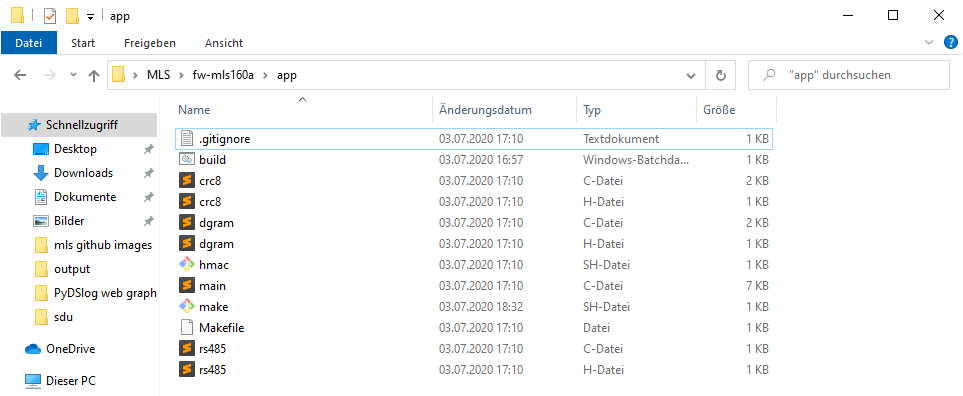 app
Datei Start Freigeben Ansicht
MLS fw-mls160a app "app" durchsuchen
Name Änderungsdatum Typ Größe
Schnellzugriff
Desktop
Downloads
Dokumente
Bilder
mls github images
output
PyDSlog web graph
sdu
OneDrive
Dieser PC
.gitignore 03.07.2020 17:10 Textdokument 1 KB
build 03.07.2020 16:57 Windows-Batchda... 1 KB
crc8 03.07.2020 17:10 C-Datei 2 KB
crc8 03.07.2020 17:10 H-Datei 1 KB
dgram 03.07.2020 17:10 C-Datei 2 KB
dgram 03.07.2020 17:10 H-Datei 1 KB
hmac 03.07.2020 17:10 SH-Datei 1 KB
main 03.07.2020 17:10 C-Datei 7 KB
make 03.07.2020 18:32 SH-Datei 1 KB
Makefile 03.07.2020 17:10 Datei 1 KB
rs485 03.07.2020 17:10 C-Datei 1 KB
rs485 03.07.2020 17:10 H-Datei 1 KB